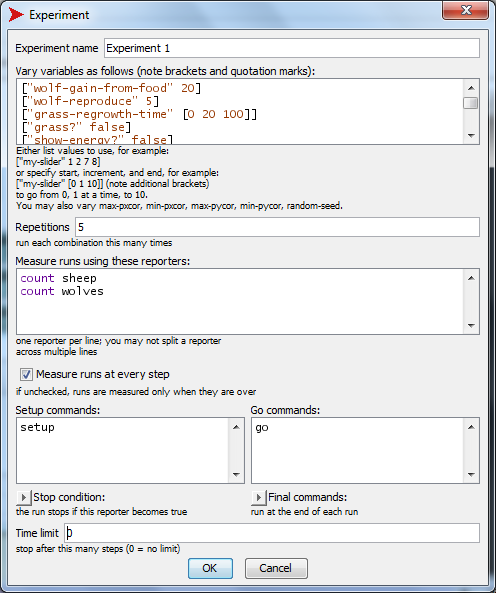 Experiment
Experiment name Experiment 1
Vary variables as follows (note brackets and quotation marks):
["wolf-gain-from-food" 20]
["wolf-reproduce" 5]
["grass-regrowth-time" [0 20 100]]
["grass?" false]
["show-energy?" false]
Either list values to use, for example:
["my-slider" 1 2 7 8]
or specify start, increment, and end, for example:
["my-slider" [0 1 10]] (note additional brackets)
to go from 0, 1 at a time, to 10.
You may also vary max-pxcor, min-pxcor, max-pycor, min-pycor, random-seed.
Repetitions 5
run each combination this many times
Measure runs using these reporters:
count sheep
count wolves
one reporter per line; you may not split a reporter
across multiple lines
Measure runs at every step
if unchecked, runs are measured only when they are over
Setup commands: Go commands:
setup go
Stop condition: Final commands:
the run stops if this reporter becomes true run at the end of each run
Time limit 0
stop after this many steps (0 = no limit)
OK Cancel